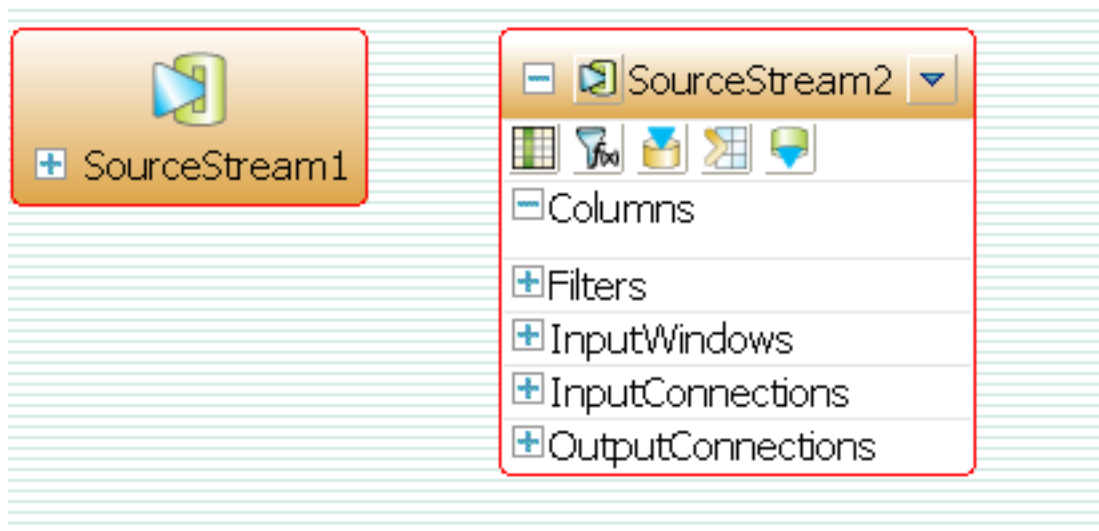 SourceStream1
SourceStream2
f(x)
Columns
Filters
InputWindows
InputConnections
OutputConnections